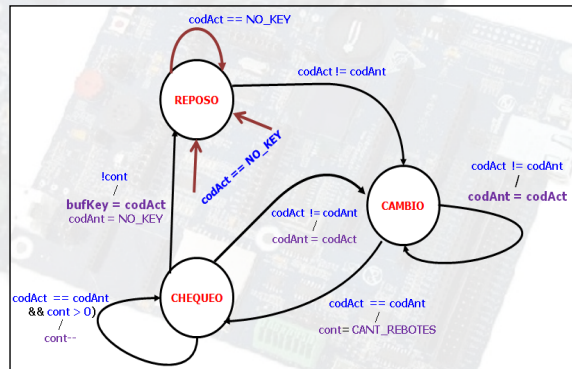 codAct == NO_KEY
codAct != codAnt
REPOSO
codAct == NO_KEY
!cont
/
bufKey = codAct
codAnt = NO_KEY
codAct != codAnt
/
codAnt = codAct
CAMBIO
codAct != codAnt
/
codAnt = codAct
CHEQUEO
codAct == codAnt
&& cont > 0)
/
cont--
codAct == codAnt
/
cont= CANT_REBOTES